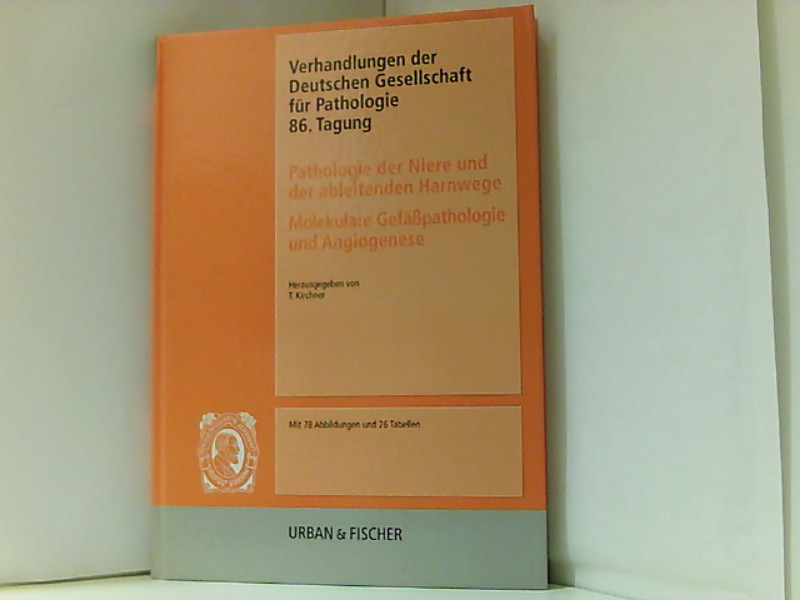 Verhandlungen der
Deutschen Gesellschaft
für Pathologie
86. Tagung
Pathologie der Niere und
der ableitenden Harnwege
Molekulare Gefäßpathologie
und Angiogenese
Herausgegeben von
T. Kirchner
Mit 78 Abbildungen und 26 Tabellen
URBAN & FISCHER